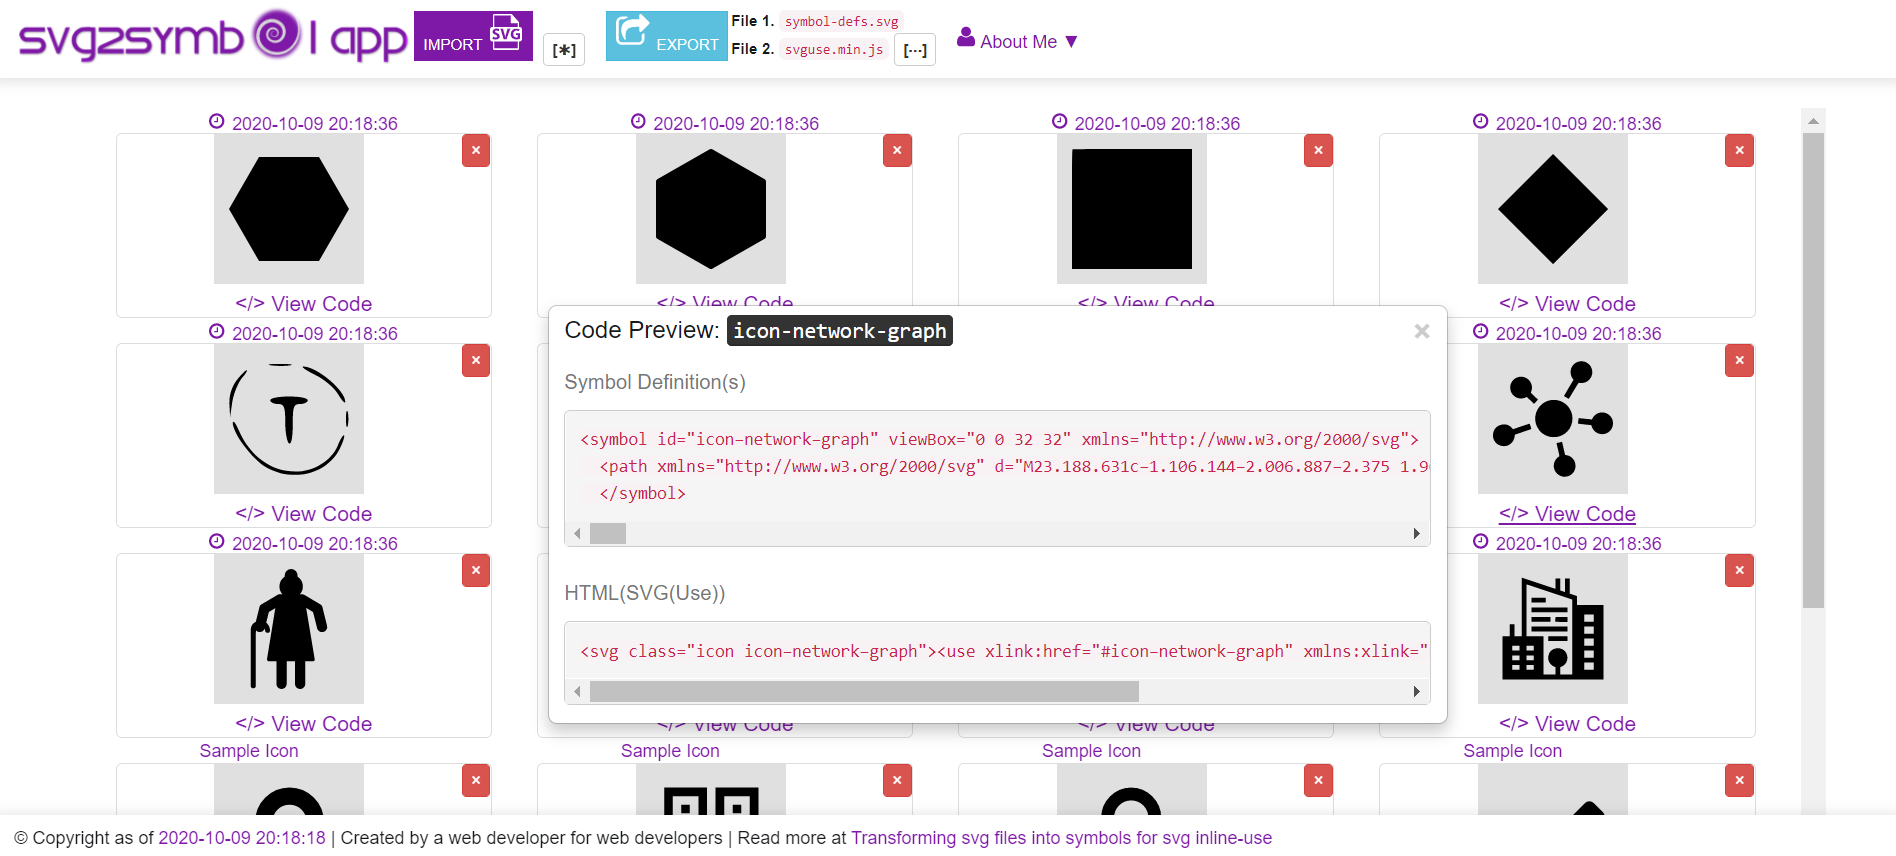 svg2symbol app
IMPORT SVG
[*]
EXPORT
File 1. symbol-defs.svg
File 2. svguse.min.js
[...]
About Me ▼
2020-10-09 20:18:36
2020-10-09 20:18:36
2020-10-09 20:18:36
2020-10-09 20:18:36
×
×
×
×
</> View Code
</> View Code
</> View Code
</> View Code
2020-10-09 20:18:36
2020-10-09 20:18:36
×
×
T
</> View Code
</> View Code
Code Preview: icon-network-graph
×
Symbol Definition(s)
<symbol id="icon-network-graph" viewBox="0 0 32 32" xmlns="http://www.w3.org/2000/svg">
<path xmlns="http://www.w3.org/2000/svg" d="M23.188.631c-1.106.144-2.006.887-2.375 1.9
</symbol>
HTML(SVG(Use))
<svg class="icon icon-network-graph"><use xlink:href="#icon-network-graph" xmlns:xlink="
2020-10-09 20:18:36
2020-10-09 20:18:36
×
×
</> View Code
</> View Code
</> View Code
</> View Code
Sample Icon
Sample Icon
Sample Icon
Sample Icon
×
×
×
×
© Copyright as of 2020-10-09 20:18:18 | Created by a web developer for web developers | Read more at Transforming svg files into symbols for svg inline-use